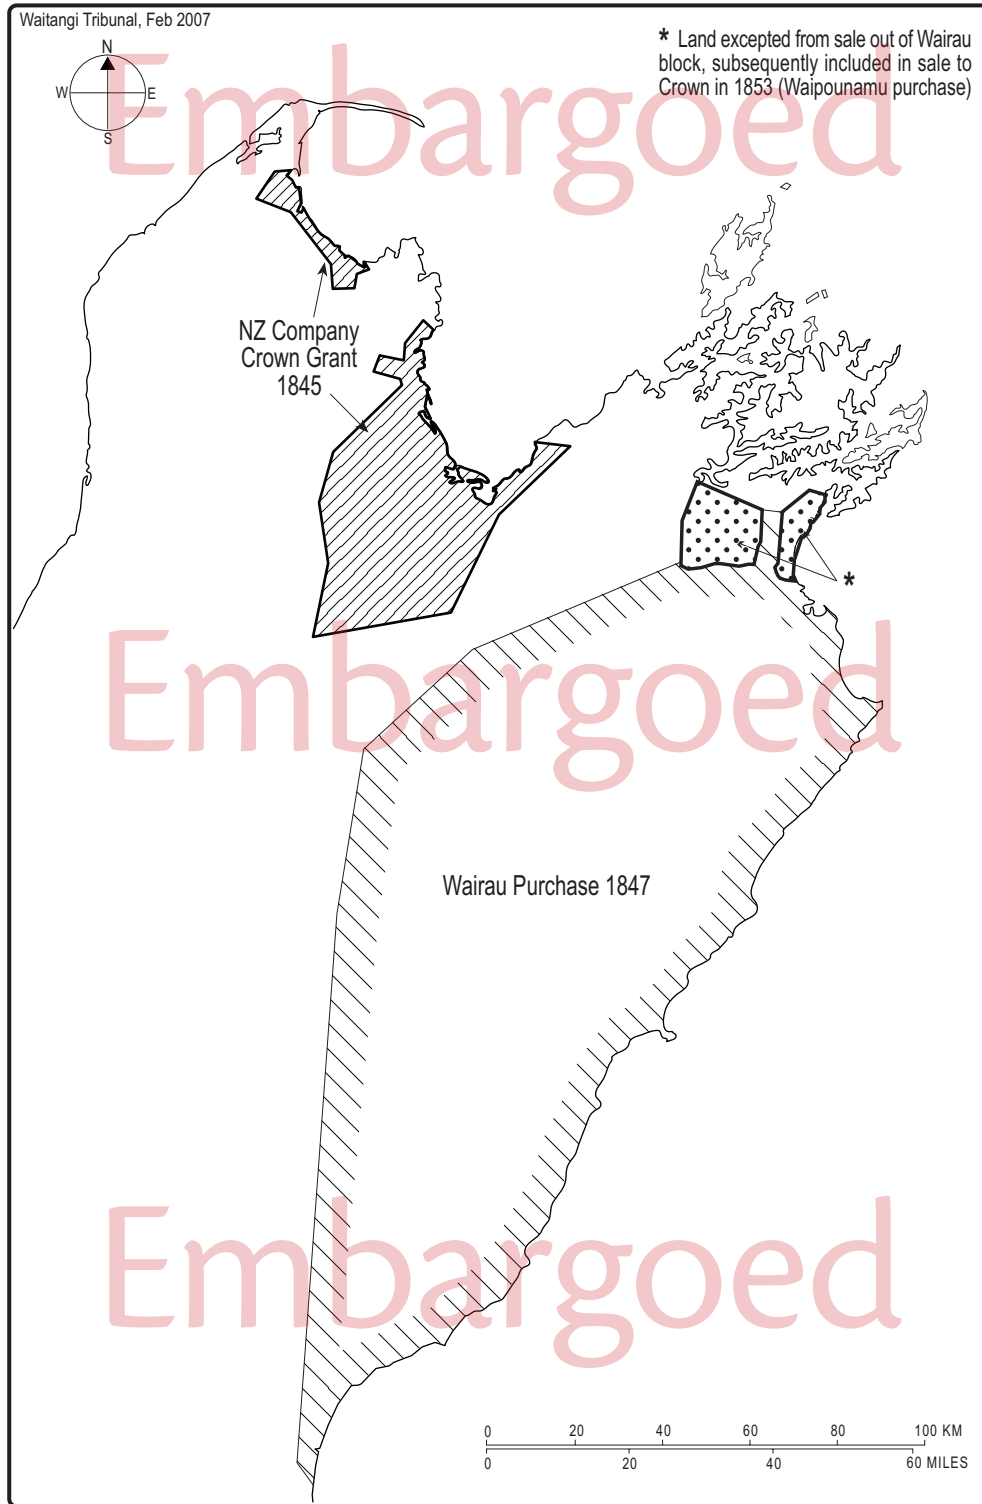 Waitangi Tribunal, Feb 2007
* Land excepted from sale out of Wairau
block, subsequently included in sale to
Crown in 1853 (Waipounamu purchase)
N
W E
S
Embargoed
NZ Company
Crown Grant
1845
*
Embargoed
Wairau Purchase 1847
Embargoed
0 20 40 60 80 100 KM
0 20 40 60 MILES